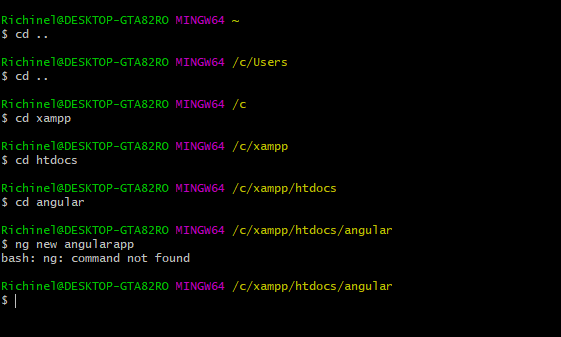 Richinel@DESKTOP-GTA82RO MINGW64 ~
$ cd ..
Richinel@DESKTOP-GTA82RO MINGW64 /c/Users
$ cd ..
Richinel@DESKTOP-GTA82RO MINGW64 /c
$ cd xampp
Richinel@DESKTOP-GTA82RO MINGW64 /c/xampp
$ cd htdocs
Richinel@DESKTOP-GTA82RO MINGW64 /c/xampp/htdocs
$ cd angular
Richinel@DESKTOP-GTA82RO MINGW64 /c/xampp/htdocs/angular
$ ng new angularapp
bash: ng: command not found
Richinel@DESKTOP-GTA82RO MINGW64 /c/xampp/htdocs/angular
$